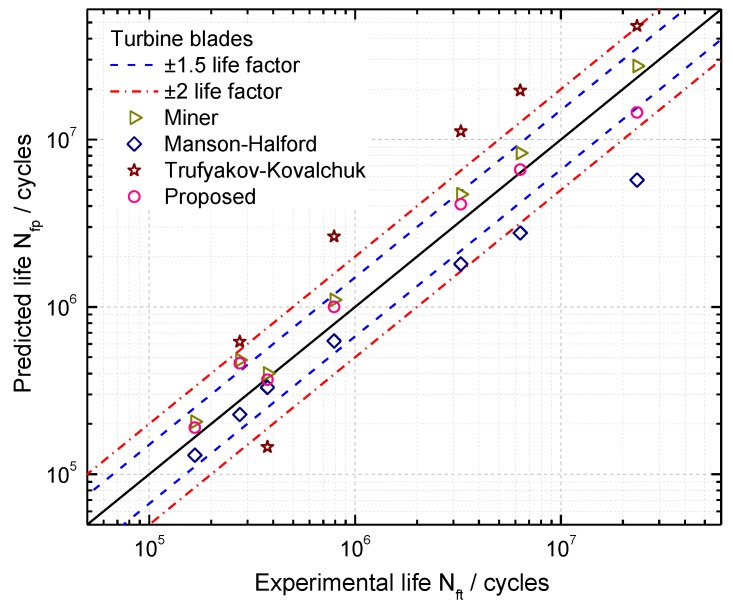 Turbine blades
±1.5 life factor
±2 life factor
Miner
Manson-Halford
Trufyakov-Kovalchuk
Proposed
Predicted life N_fp / cycles
10^7
10^6
10^5
10^5 10^6 10^7
Experimental life N_ft / cycles